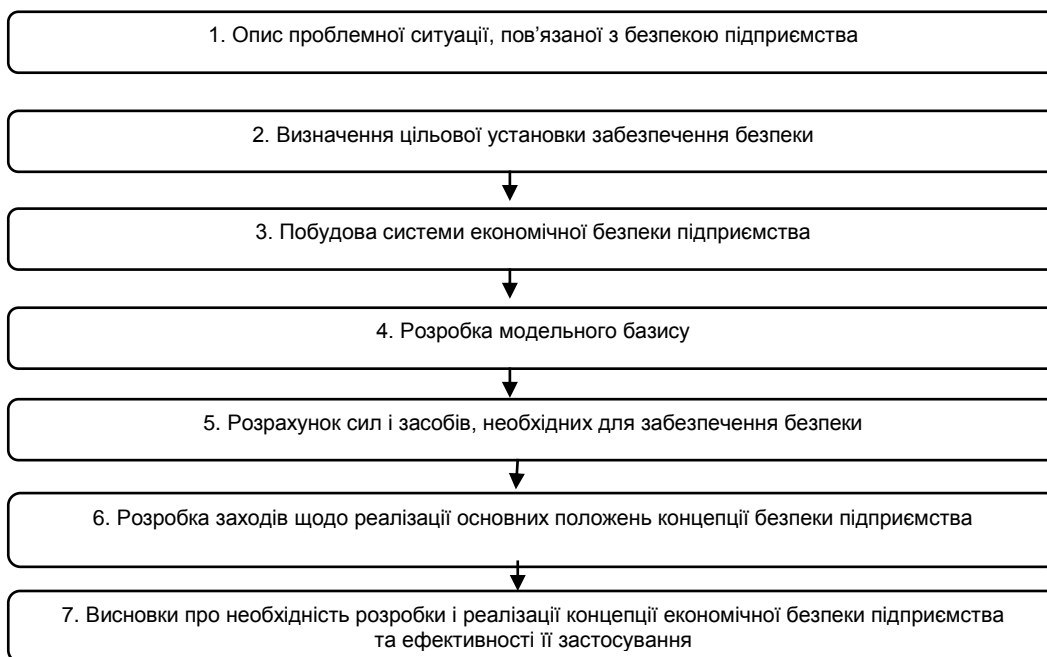 1. Опис проблемної ситуації, пов’язаної з безпекою підприємства
2. Визначення цільової установки забезпечення безпеки
3. Побудова системи економічної безпеки підприємства
4. Розробка модельного базису
5. Розрахунок сил і засобів, необхідних для забезпечення безпеки
6. Розробка заходів щодо реалізації основних положень концепції безпеки підприємства
7. Висновки про необхідність розробки і реалізації концепції економічної безпеки підприємства
та ефективності її застосування